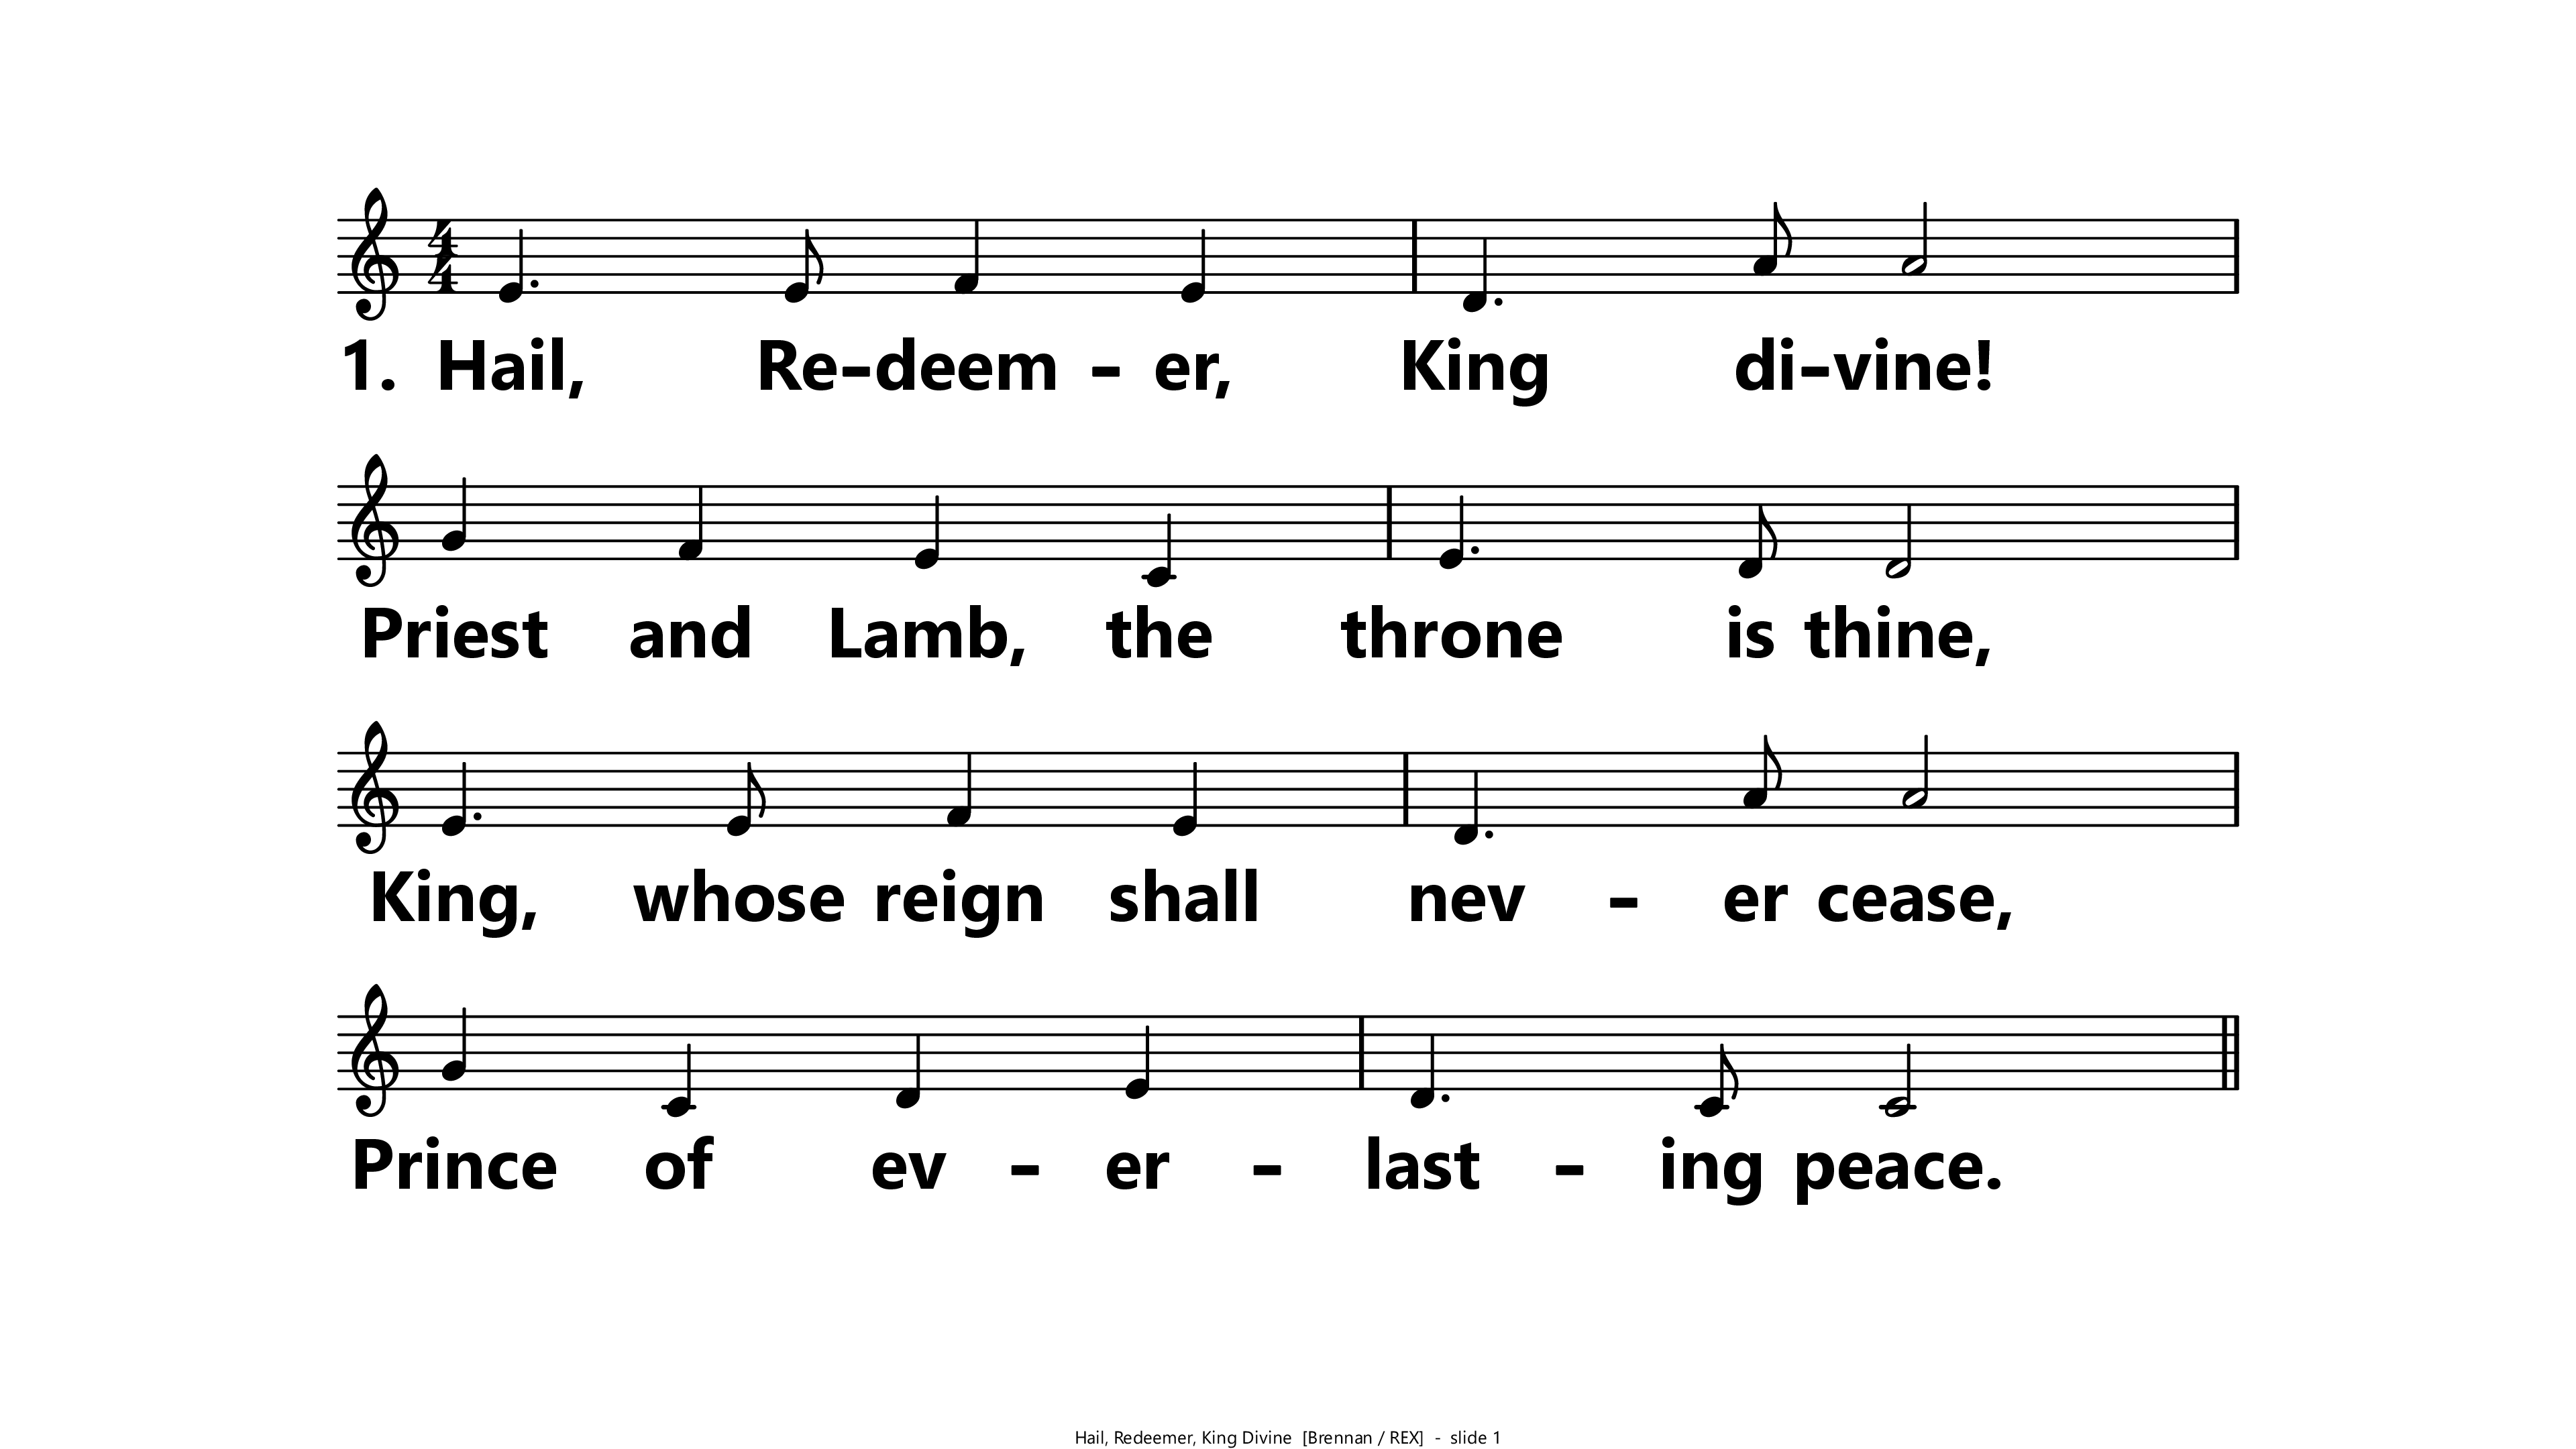 1. Hail, Re-deem - er, King di-vine!
Priest and Lamb, the throne is thine,
King, whose reign shall nev - er cease,
Prince of ev - er - last - ing peace.
Hail, Redeemer, King Divine [Brennan / REX] - slide 1